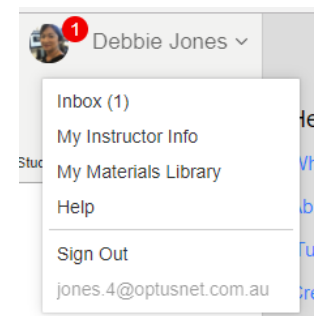 1
Debbie Jones
Inbox (1)
My Instructor Info
My Materials Library
Help
Sign Out
jones.4@optusnet.com.au